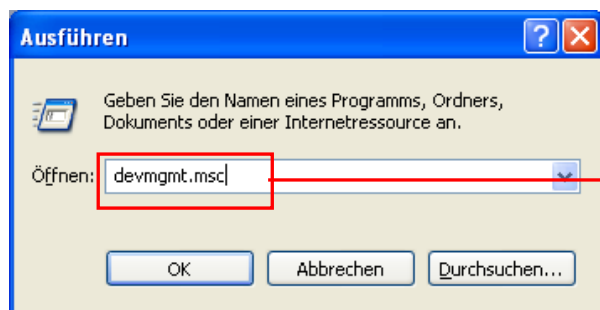 Ausführen
Geben Sie den Namen eines Programms, Ordners,
Dokuments oder einer Internetressource an.
Öffnen: devmgmt.msc
OK Abbrechen Durchsuchen...